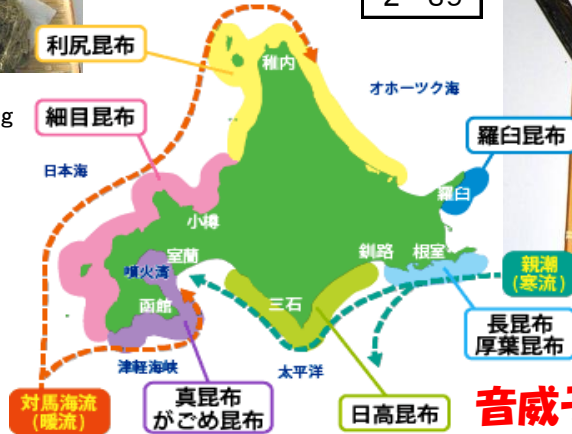 利尻昆布
稚内
オホーツク海
g
細目昆布
羅臼昆布
日本海
羅臼
小樽
室蘭
釧路
根室
噴火湾
親潮
(寒流)
函館
三石
長昆布
厚葉昆布
津軽海峡
太平洋
対馬海流
(暖流)
真昆布
がごめ昆布
日高昆布
音威子